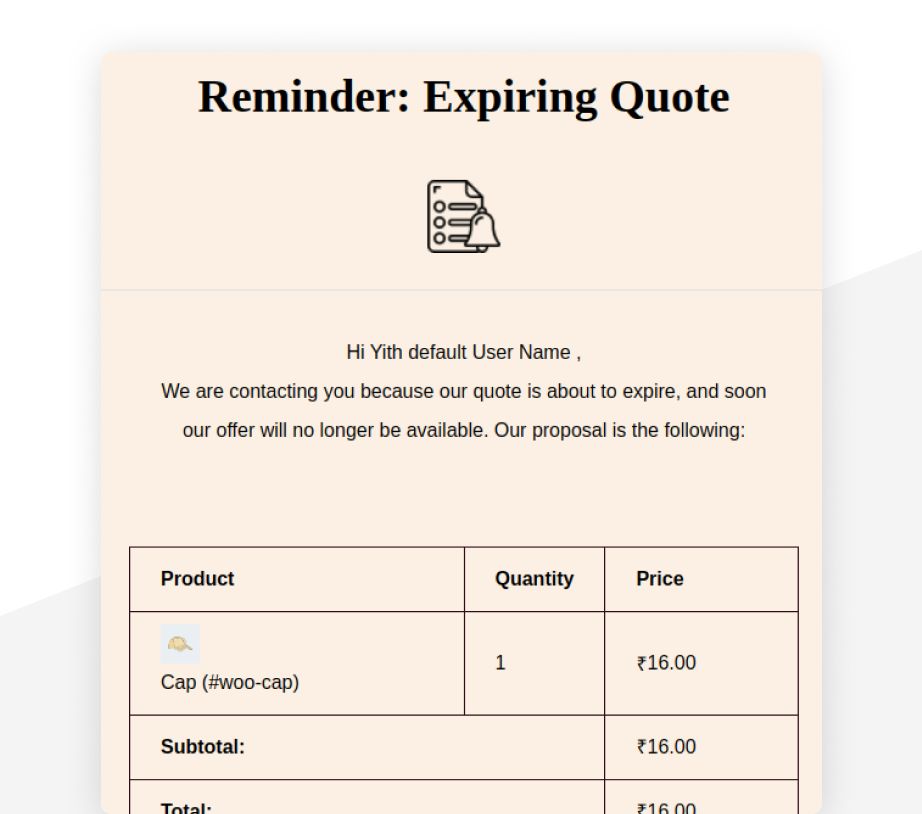 Reminder: Expiring Quote
Hi Yith default User Name ,
We are contacting you because our quote is about to expire, and soon
our offer will no longer be available. Our proposal is the following:
Product Quantity Price
Cap (#woo-cap) 1 ₹16.00
Subtotal: ₹16.00
Total: ₹16.00